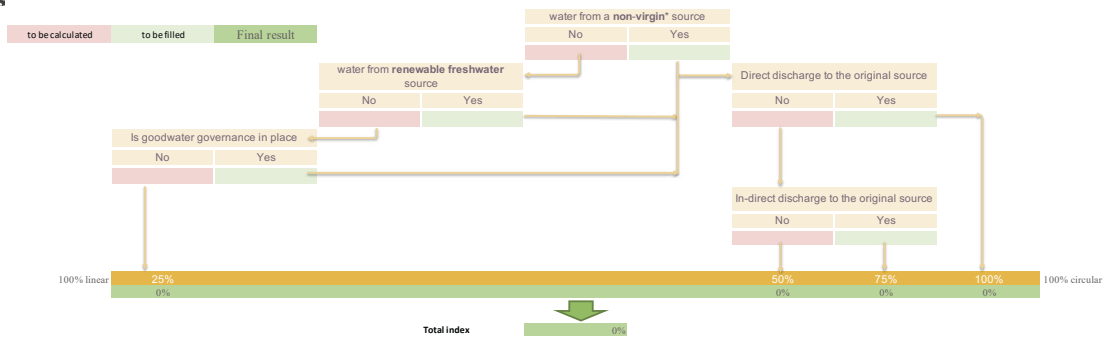 water from a non-virgin* source
to be calculated to be filled Final result
No Yes
water from renewable freshwater
source
Direct discharge to the original source
No Yes
No Yes
Is goodwater governance in place
No Yes
In-direct discharge to the original source
No Yes
100% linear 25% 50% 75% 100% 100% circular
0% 0% 0% 0%
Total index 0%